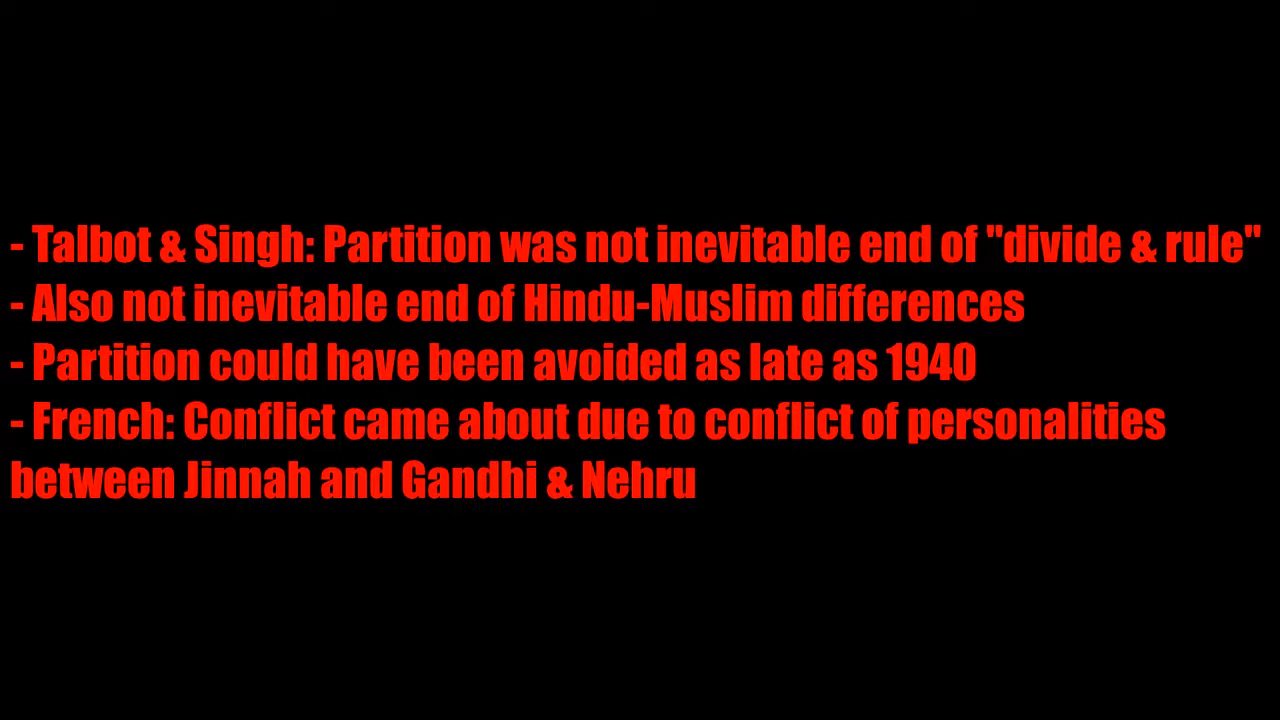 - Talbot & Singh: Partition was not inevitable end of "divide & rule"
- Also not inevitable end of Hindu-Muslim differences
- Partition could have been avoided as late as 1940
- French: Conflict came about due to conflict of personalities
between Jinnah and Gandhi & Nehru